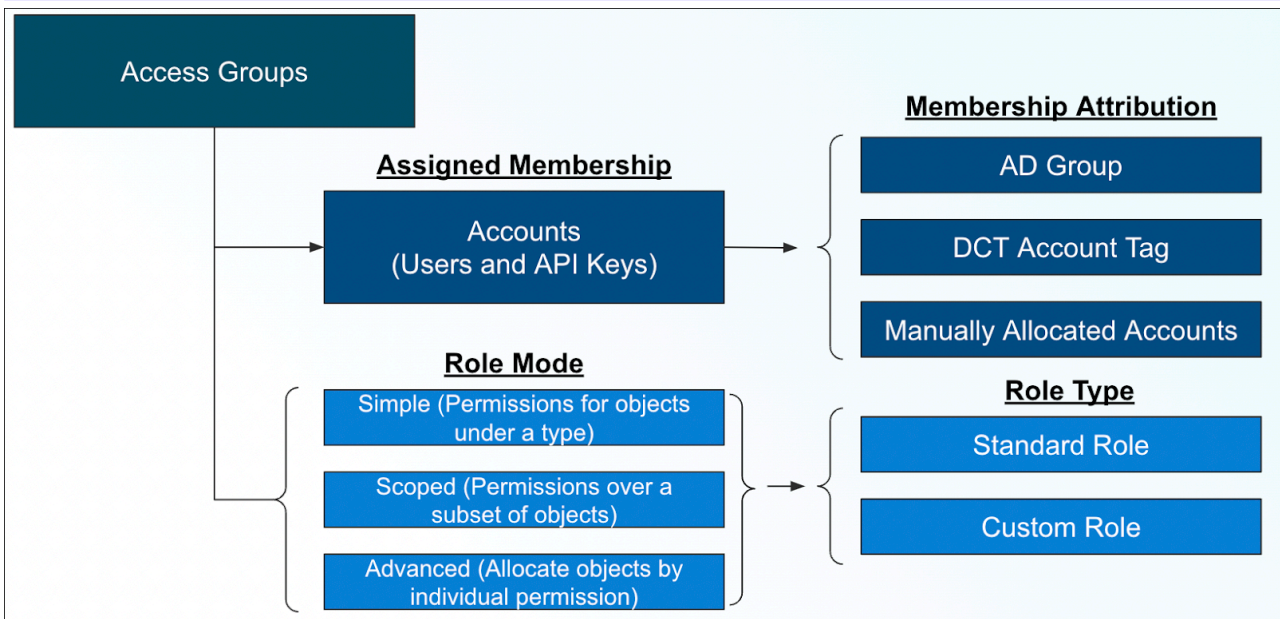 Access Groups
Assigned Membership
Accounts
(Users and API Keys)
Membership Attribution
AD Group
DCT Account Tag
Manually Allocated Accounts
Role Mode
Simple (Permissions for objects
under a type)
Scoped (Permissions over a
subset of objects)
Advanced (Allocate objects by
individual permission)
Role Type
Standard Role
Custom Role